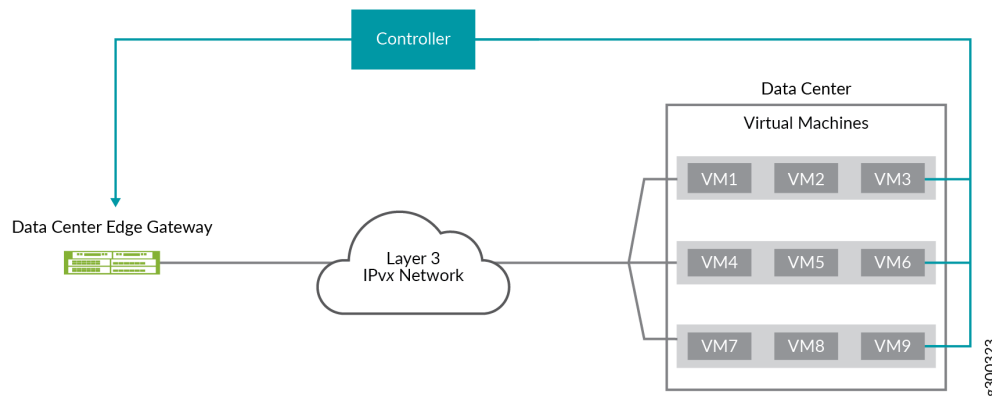 Controller
Data Center
Virtual Machines
VM1 VM2 VM3
Data Center Edge Gateway
Layer 3
IPvx Network
VM4 VM5 VM6
VM7 VM8 VM9
g300323